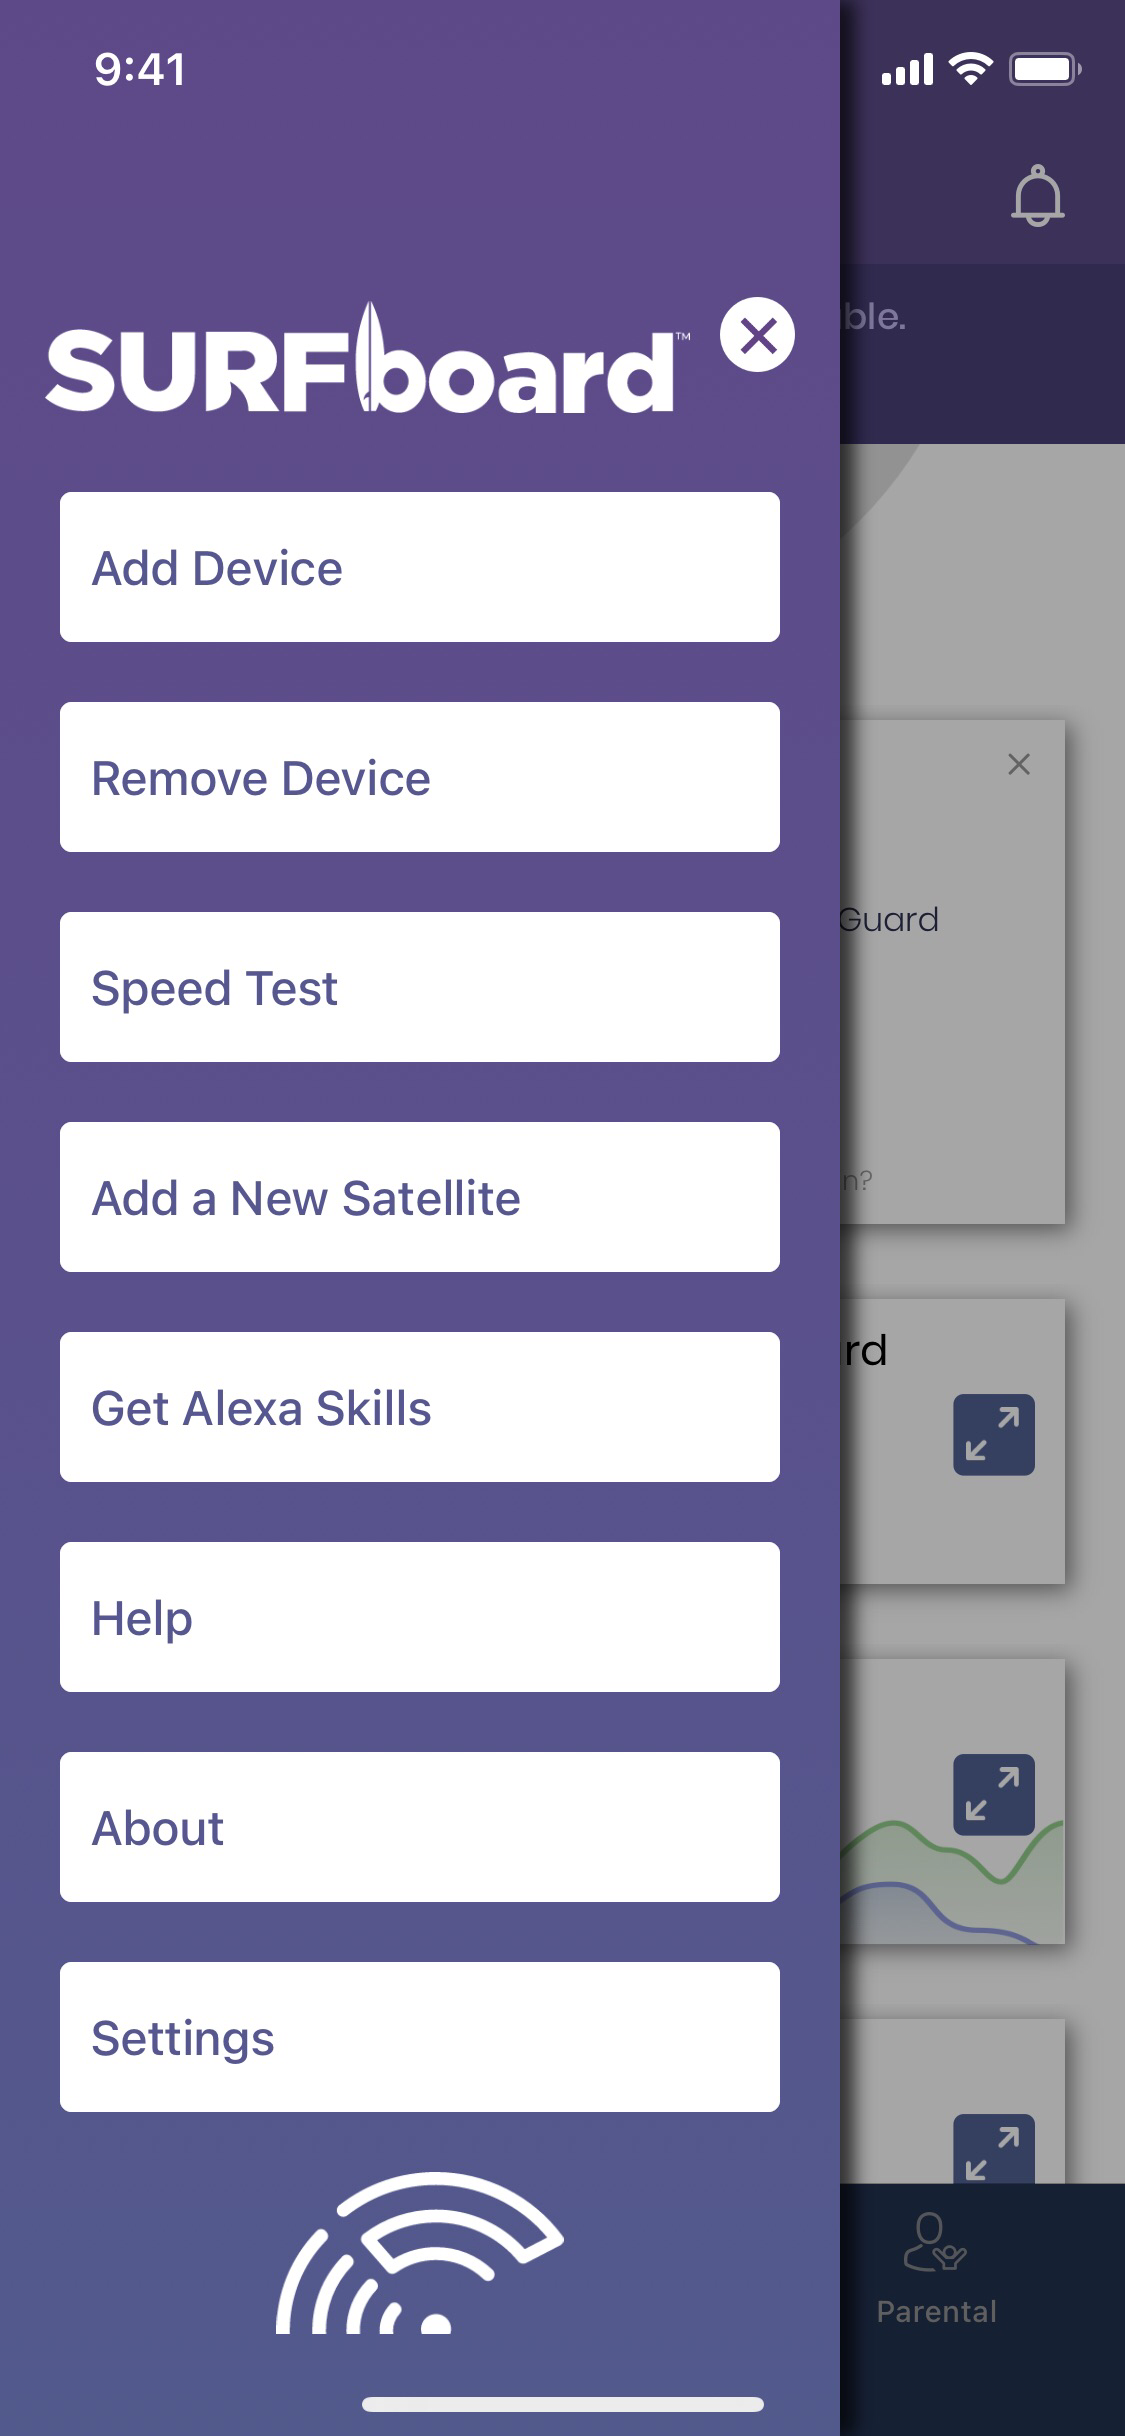 9:41
SURFboard™
ble.
Add Device
Remove Device
Guard
Speed Test
n?
Add a New Satellite
rd
Get Alexa Skills
Help
About
Settings
Parental